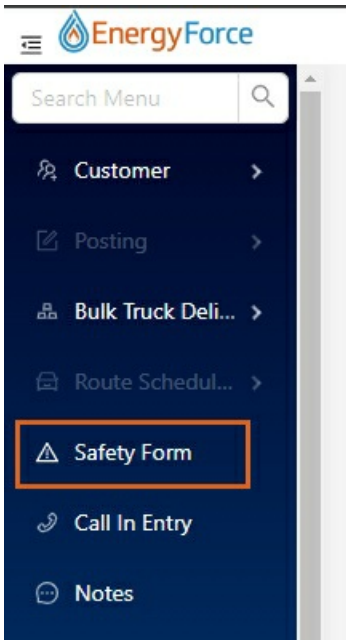 EnergyForce
Search Menu
Customer
Posting
Bulk Truck Deli...
Route Schedul...
Safety Form
Call In Entry
Notes